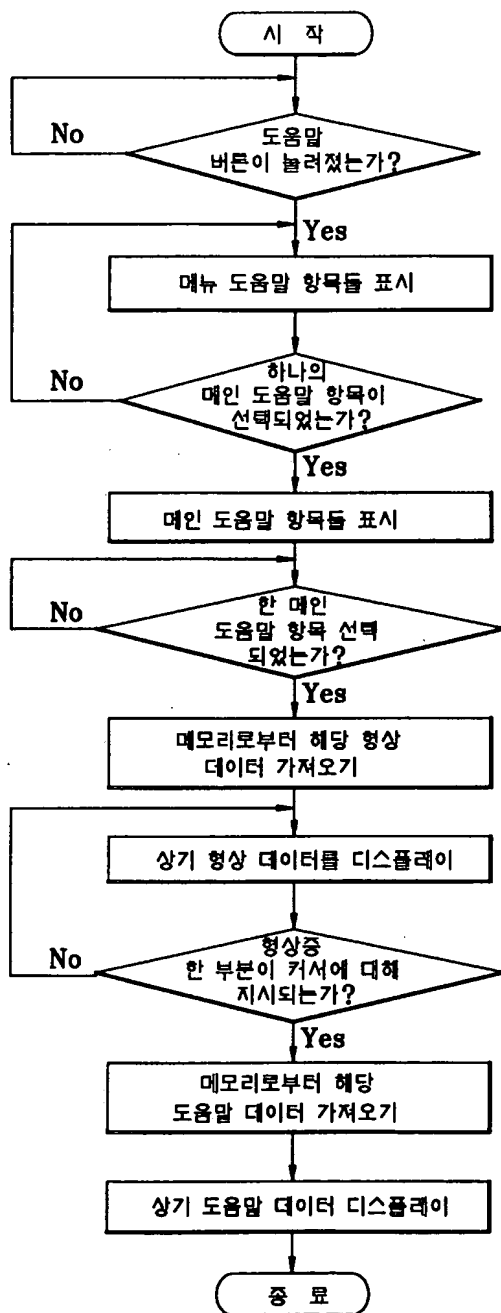 시 작
No
도움말
버튼이 눌려졌는가?
Yes
메뉴 도움말 항목들 표시
No
하나의
메인 도움말 항목이
선택되었는가?
Yes
메인 도움말 항목들 표시
No
한 메인
도움말 항목 선택
되었는가?
Yes
메모리로부터 해당 형상
데이터 가져오기
상기 형상 데이터를 디스플레이
No
형상중
한 부분이 커서에 대해
지시되는가?
Yes
메모리로부터 해당
도움말 데이터 가져오기
상기 도움말 데이터 디스플레이
종 료